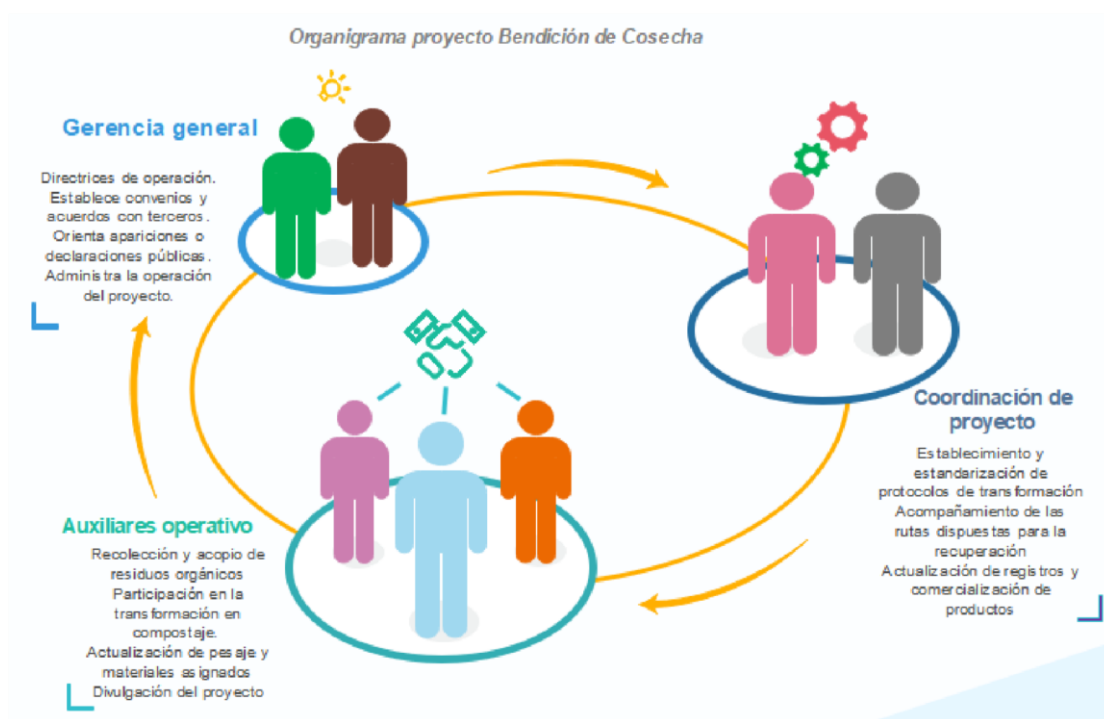 Organigrama proyecto Bendición de Cosecha
Gerencia general
Directrices de operación.
Establece convenios y
acuerdos con terceros.
Orienta apariciones o
declaraciones públicas.
Administra la operación
del proyecto.
Coordinación de
proyecto
Establecimiento y
estandarización de
protocolos de transformación
Acompañamiento de las
rutas dispuestas para la
recuperación
Actualización de registros y
comercialización de
productos
Auxiliares operativo
Recolección y acopio de
residuos orgánicos
Participación en la
transformación en
compostaje.
Actualización de pesaje y
materiales asignados
Divulgación del proyecto